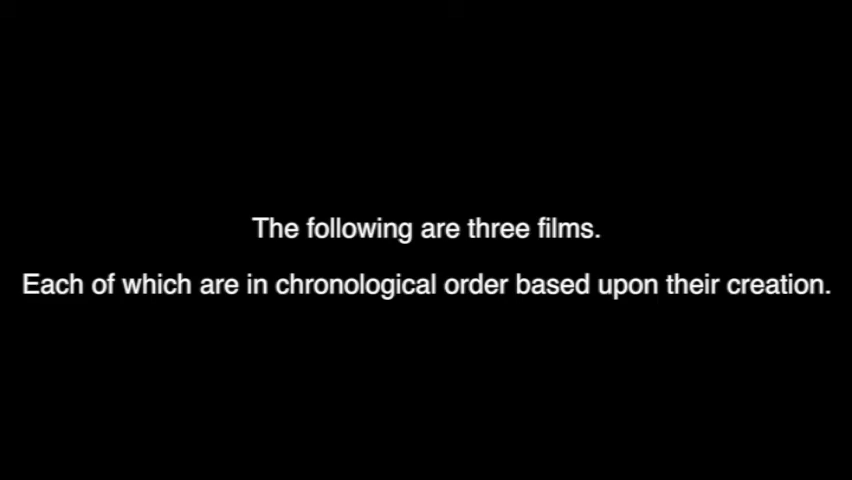 The following are three films.
Each of which are in chronological order based upon their creation.